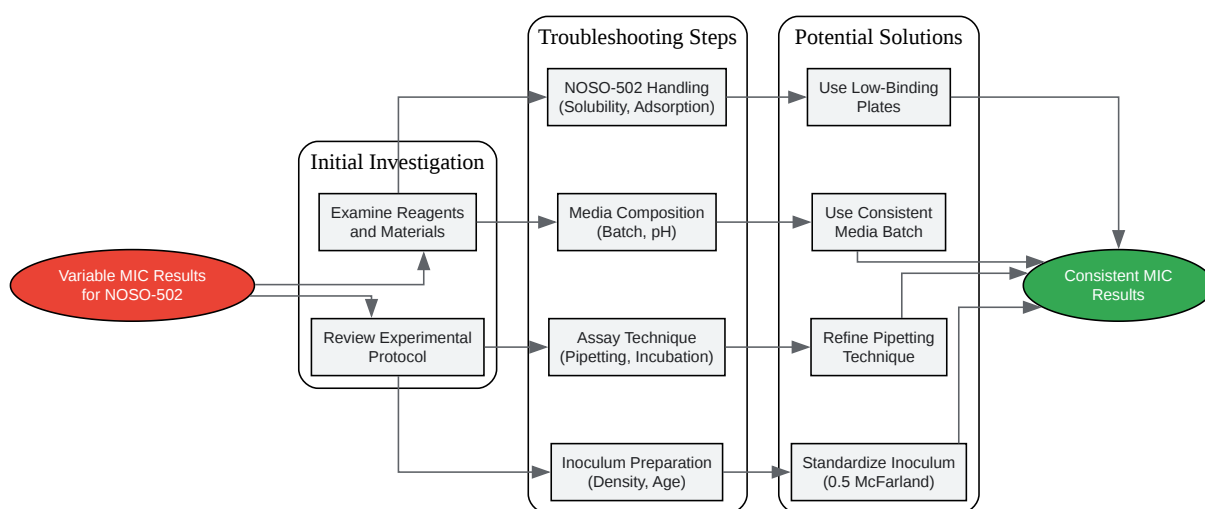 Variable MIC Results
for NOSO-502
Initial Investigation
Examine Reagents
and Materials
Review Experimental
Protocol
Troubleshooting Steps
NOSO-502 Handling
(Solubility, Adsorption)
Media Composition
(Batch, pH)
Assay Technique
(Pipetting, Incubation)
Inoculum Preparation
(Density, Age)
Potential Solutions
Use Low-Binding
Plates
Use Consistent
Media Batch
Refine Pipetting
Technique
Standardize Inoculum
(0.5 McFarland)
Consistent MIC
Results